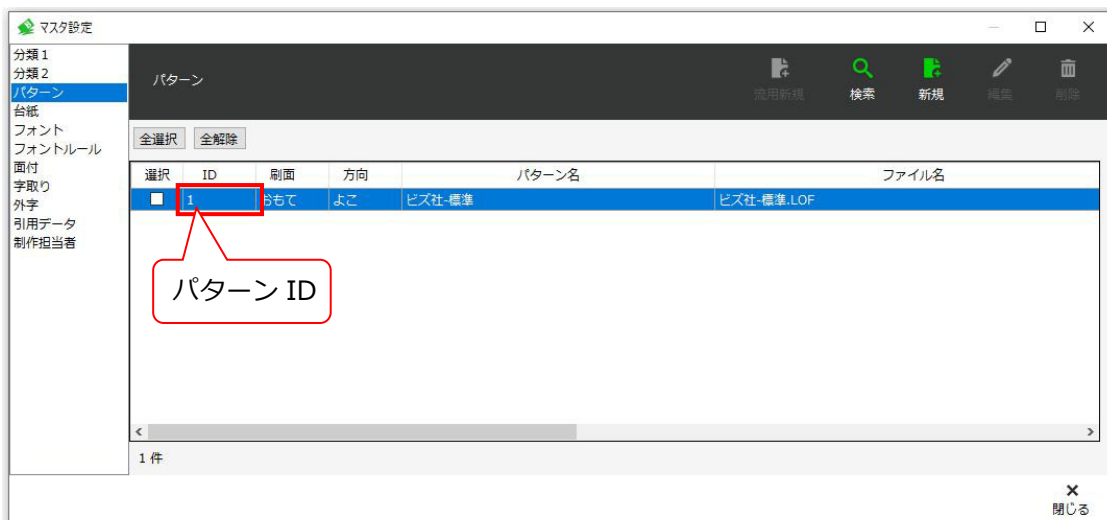 マスタ設定
分類1
分類2
パターン
台紙
フォント
フォントルール
面付
字取り
外字
引用データ
制作担当者
パターン
流用新規
検索
新規
編集
削除
全選択 全解除
選択 ID 刷面 方向 パターン名 ファイル名
1 おもて よこ ビズ社-標準 ビズ社-標準.LOF
パターン ID
1 件
閉じる